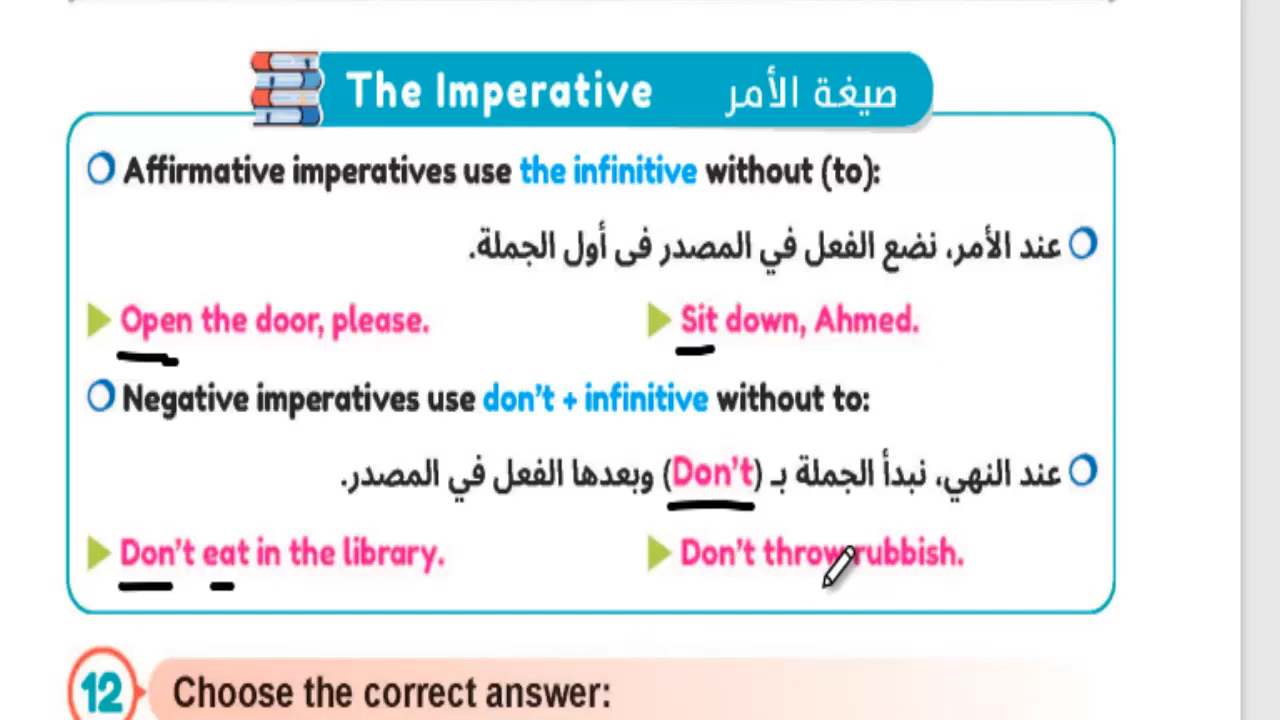 The Imperative صيغة الأمر
Affirmative imperatives use the infinitive without (to):
عند الأمر، نضع الفعل في المصدر فى أول الجملة.
Open the door, please. Sit down, Ahmed.
Negative imperatives use don't + infinitive without to:
عند النهي، نبدأ الجملة بـ (Don't) وبعدها الفعل في المصدر.
Don't eat in the library. Don't throw rubbish.
12 Choose the correct answer: